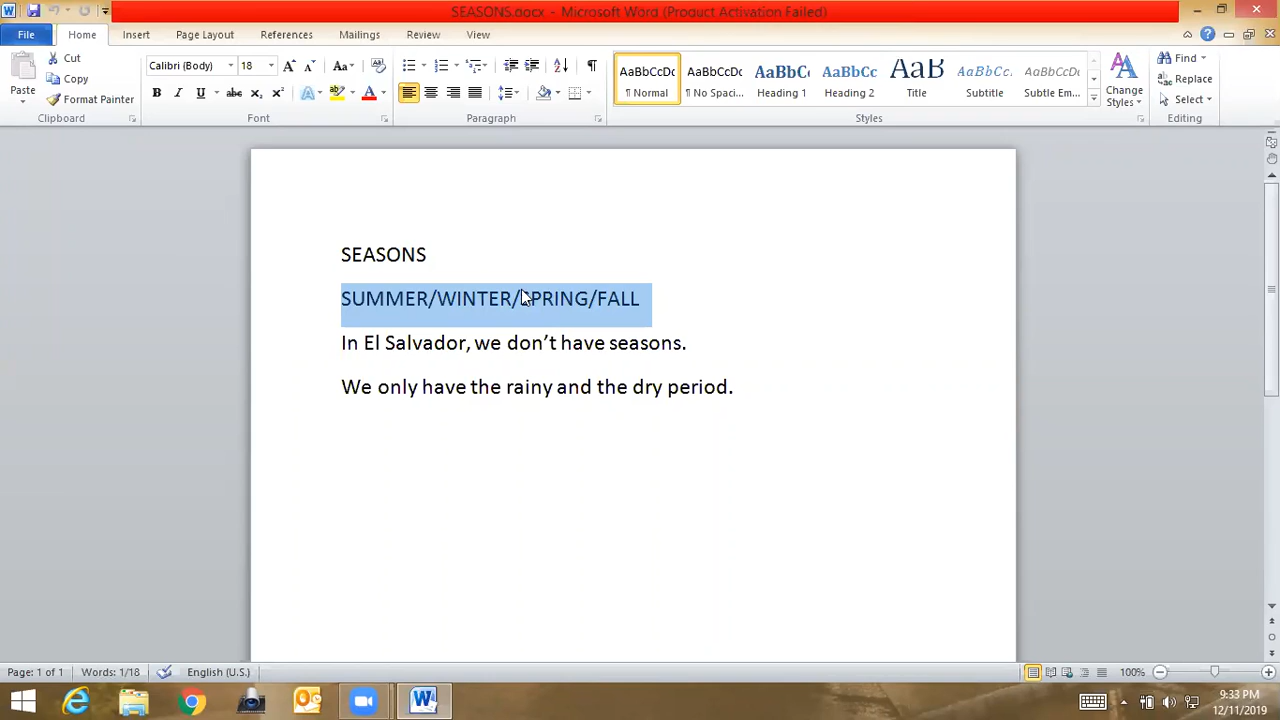 SEASONS.docx - Microsoft Word (Product Activation Failed)
File Home Insert Page Layout References Mailings Review View
Cut
Copy
Format Painter
Paste
Clipboard
Calibri (Body) 18
Font
Paragraph
AaBbCcDc AaBbCcDc AaBbC AaBbCc AaB AaBbCc. AaBbCcDc
¶ Normal ¶ No Spaci... Heading 1 Heading 2 Title Subtitle Subtle Em...
Styles
Change
Styles
Find
Replace
Select
Editing
SEASONS
SUMMER/WINTER/SPRING/FALL
In El Salvador, we don’t have seasons.
We only have the rainy and the dry period.
Page: 1 of 1 Words: 1/18 English (U.S.) 100%
9:33 PM
12/11/2019